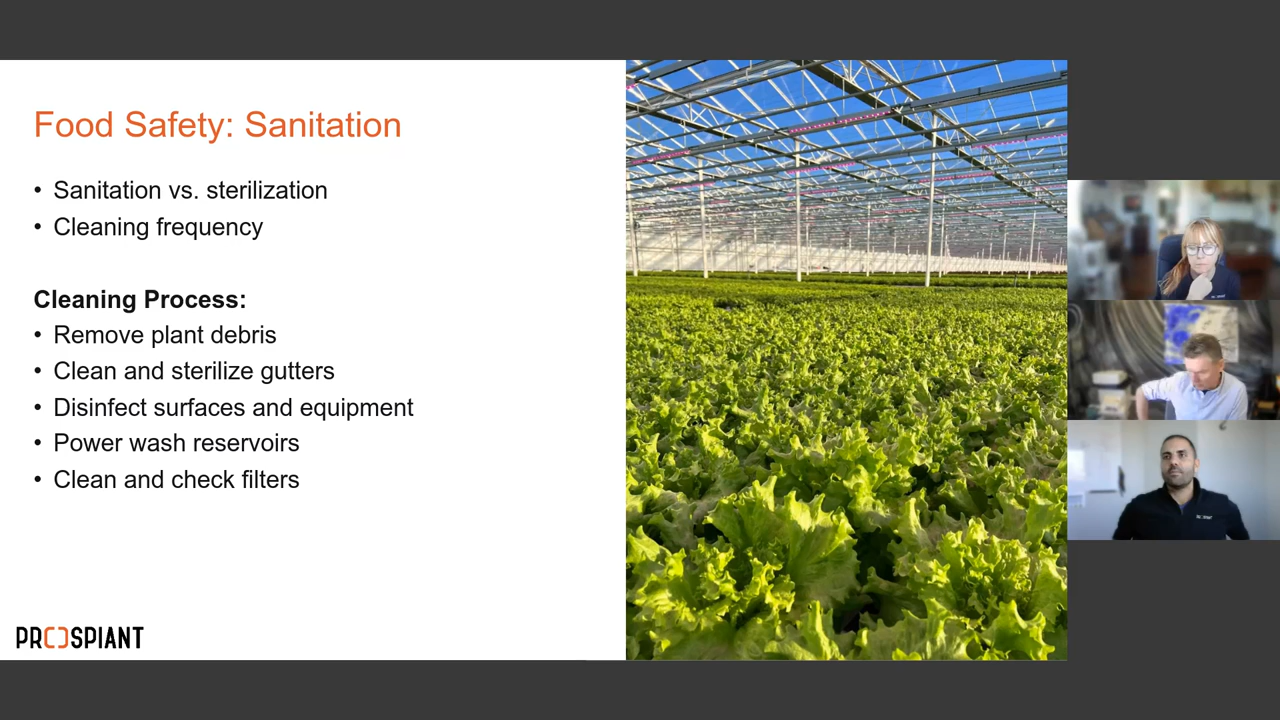 Food Safety: Sanitation
• Sanitation vs. sterilization
• Cleaning frequency
Cleaning Process:
• Remove plant debris
• Clean and sterilize gutters
• Disinfect surfaces and equipment
• Power wash reservoirs
• Clean and check filters
PROSPIANT